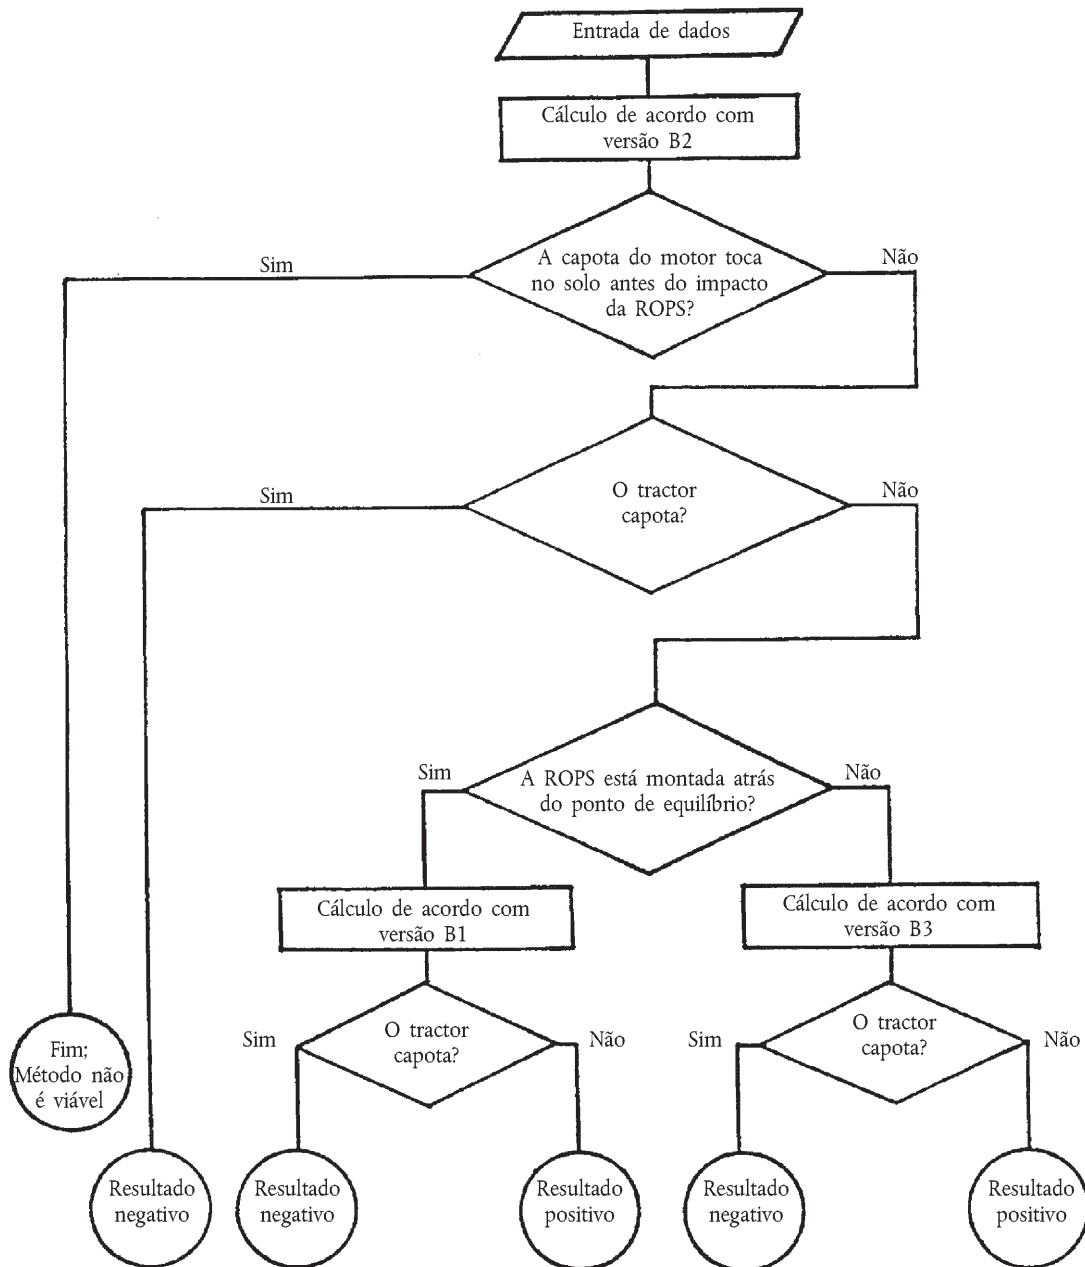 Entrada de dados
Cálculo de acordo com
versão B2
A capota do motor toca
no solo antes do impacto
da ROPS?
Sim
Não
O tractor
capota?
Sim
Não
A ROPS está montada atrás
do ponto de equilíbrio?
Sim
Não
Cálculo de acordo com
versão B1
Cálculo de acordo com
versão B3
O tractor
capota?
Sim
Não
O tractor
capota?
Sim
Não
Fim;
Método não
é viável
Resultado
negativo
Resultado
negativo
Resultado
positivo
Resultado
negativo
Resultado
positivo